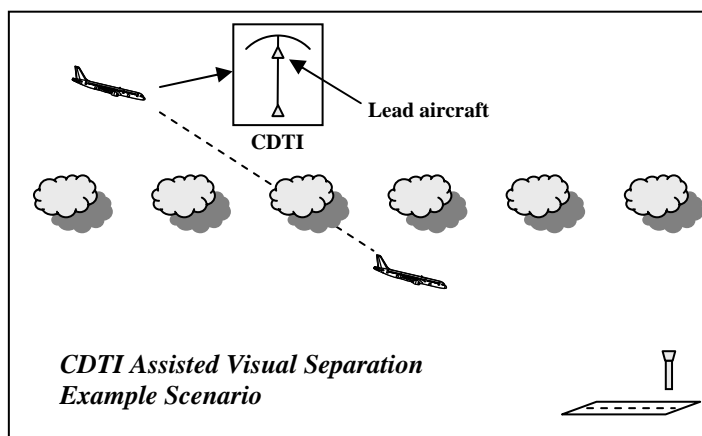 Lead aircraft
CDTI
CDTI Assisted Visual Separation
Example Scenario